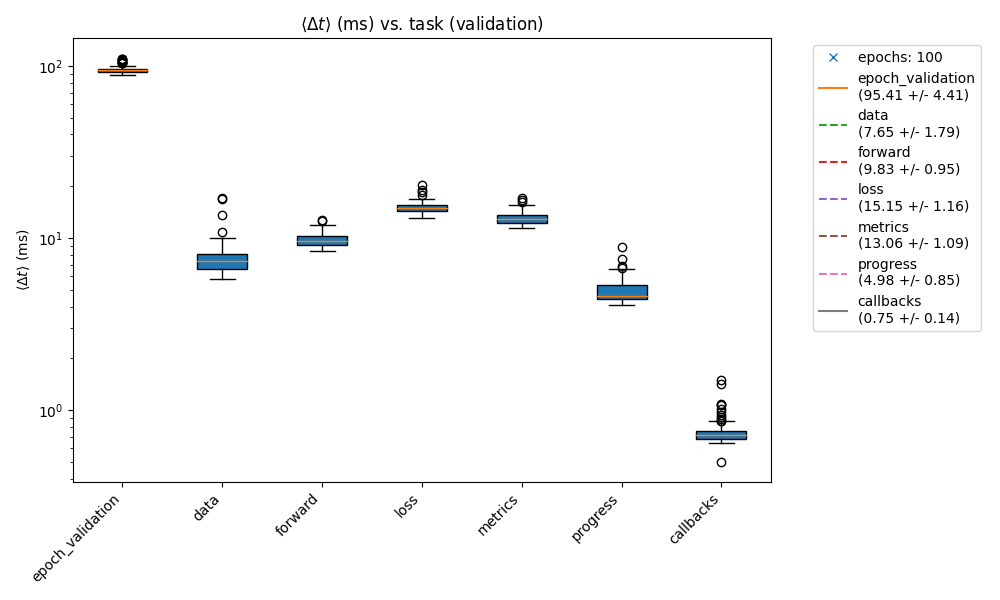 ⟨Δt⟩ (ms) vs. task (validation)
⟨Δt⟩ (ms)
10²
10¹
10⁰
epoch_validation
data
forward
loss
metrics
progress
callbacks
epochs: 100
epoch_validation
(95.41 +/- 4.41)
data
(7.65 +/- 1.79)
forward
(9.83 +/- 0.95)
loss
(15.15 +/- 1.16)
metrics
(13.06 +/- 1.09)
progress
(4.98 +/- 0.85)
callbacks
(0.75 +/- 0.14)